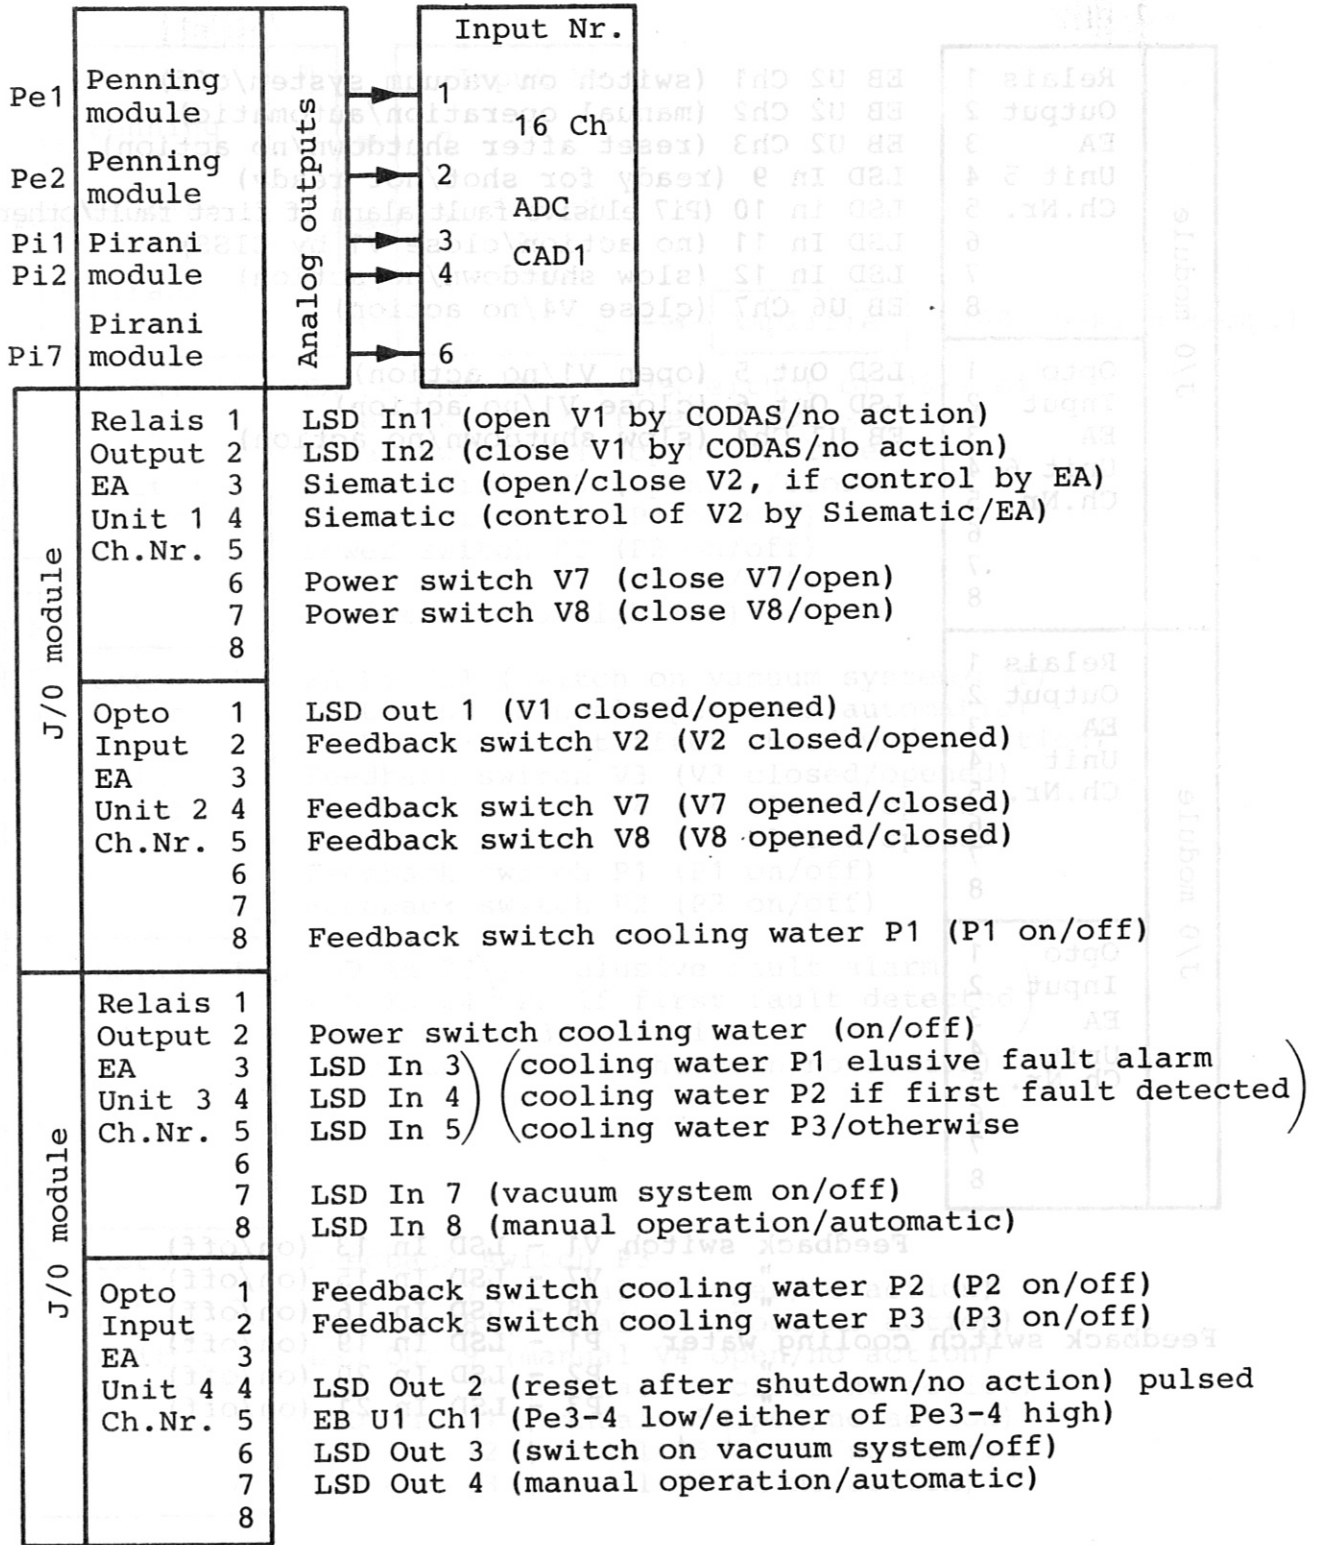 Input Nr.
Pe1 Penning module 1
16 Ch
Pe2 Penning module 2
ADC
Pi1 Pirani 3
CAD1
Pi2 module 4
Pirani
Pi7 module 6
Analog outputs
J/O module
Relais 1 LSD In1 (open V1 by CODAS/no action)
Output 2 LSD In2 (close V1 by CODAS/no action)
EA 3 Siematic (open/close V2, if control by EA)
Unit 1 4 Siematic (control of V2 by Siematic/EA)
Ch.Nr. 5
6 Power switch V7 (close V7/open)
7 Power switch V8 (close V8/open)
8
Opto 1 LSD out 1 (V1 closed/opened)
Input 2 Feedback switch V2 (V2 closed/opened)
EA 3
Unit 2 4 Feedback switch V7 (V7 opened/closed)
Ch.Nr. 5 Feedback switch V8 (V8 opened/closed)
6
7
8 Feedback switch cooling water P1 (P1 on/off)
J/O module
Relais 1
Output 2 Power switch cooling water (on/off)
EA 3 LSD In 3) (cooling water P1 elusive fault alarm
Unit 3 4 LSD In 4) (cooling water P2 if first fault detected)
Ch.Nr. 5 LSD In 5) (cooling water P3/otherwise )
6
7 LSD In 7 (vacuum system on/off)
8 LSD In 8 (manual operation/automatic)
Opto 1 Feedback switch cooling water P2 (P2 on/off)
Input 2 Feedback switch cooling water P3 (P3 on/off)
EA 3
Unit 4 4 LSD Out 2 (reset after shutdown/no action) pulsed
Ch.Nr. 5 EB U1 Ch1 (Pe3-4 low/either of Pe3-4 high)
6 LSD Out 3 (switch on vacuum system/off)
7 LSD Out 4 (manual operation/automatic)
8